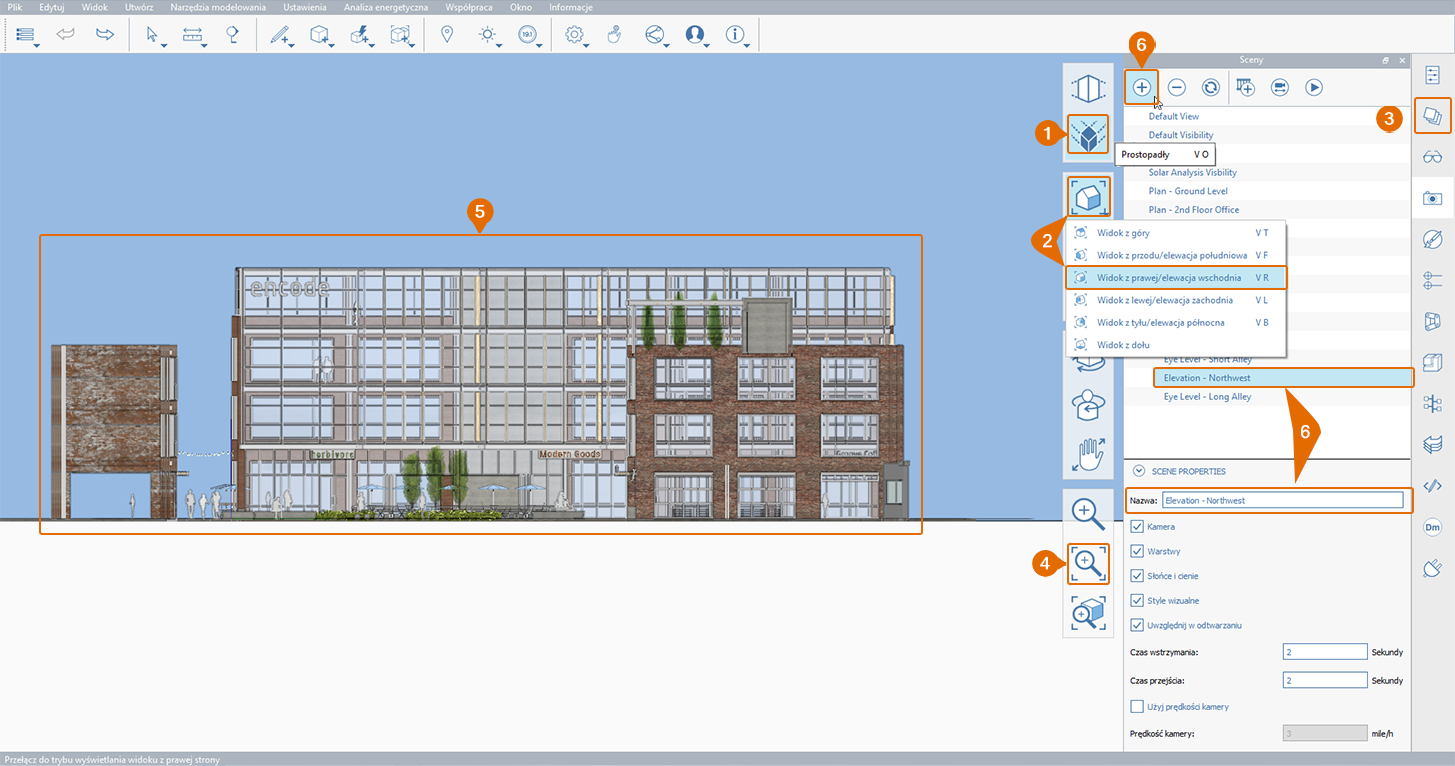 Plik Edytuj Widok Utwórz Narzędzia modelowania Ustawienia Analiza energetyczna Współpraca Okno Informacje
19.1
6
Sceny
1
3
Default View
Default Visibility
Prostopadły V O
Solar Analysis Visbility
Plan - Ground Level
Plan - 2nd Floor Office
5
2
Widok z góry V T
Widok z przodu/elewacja południowa V F
Widok z prawej/elewacja wschodnia V R
Widok z lewej/elewacja zachodnia V L
Widok z tyłu/elewacja północna V B
Widok z dołu
encode
Eye Level - Short Alley
Elevation - Northwest
Eye Level - Long Alley
6
herbivore
Modern Goods
SCENE PROPERTIES
Nazwa: Elevation - Northwest
Kamera
Warstwy
4
Słońce i cienie
Style wizualne
Uwzględnij w odtwarzaniu
Czas wstrzymania: 2 Sekundy
Czas przejścia: 2 Sekundy
Użyj prędkości kamery
Prędkość kamery: 3 mile/h
Dm
Przełącz do trybu wyświetlania widoku z prawej strony